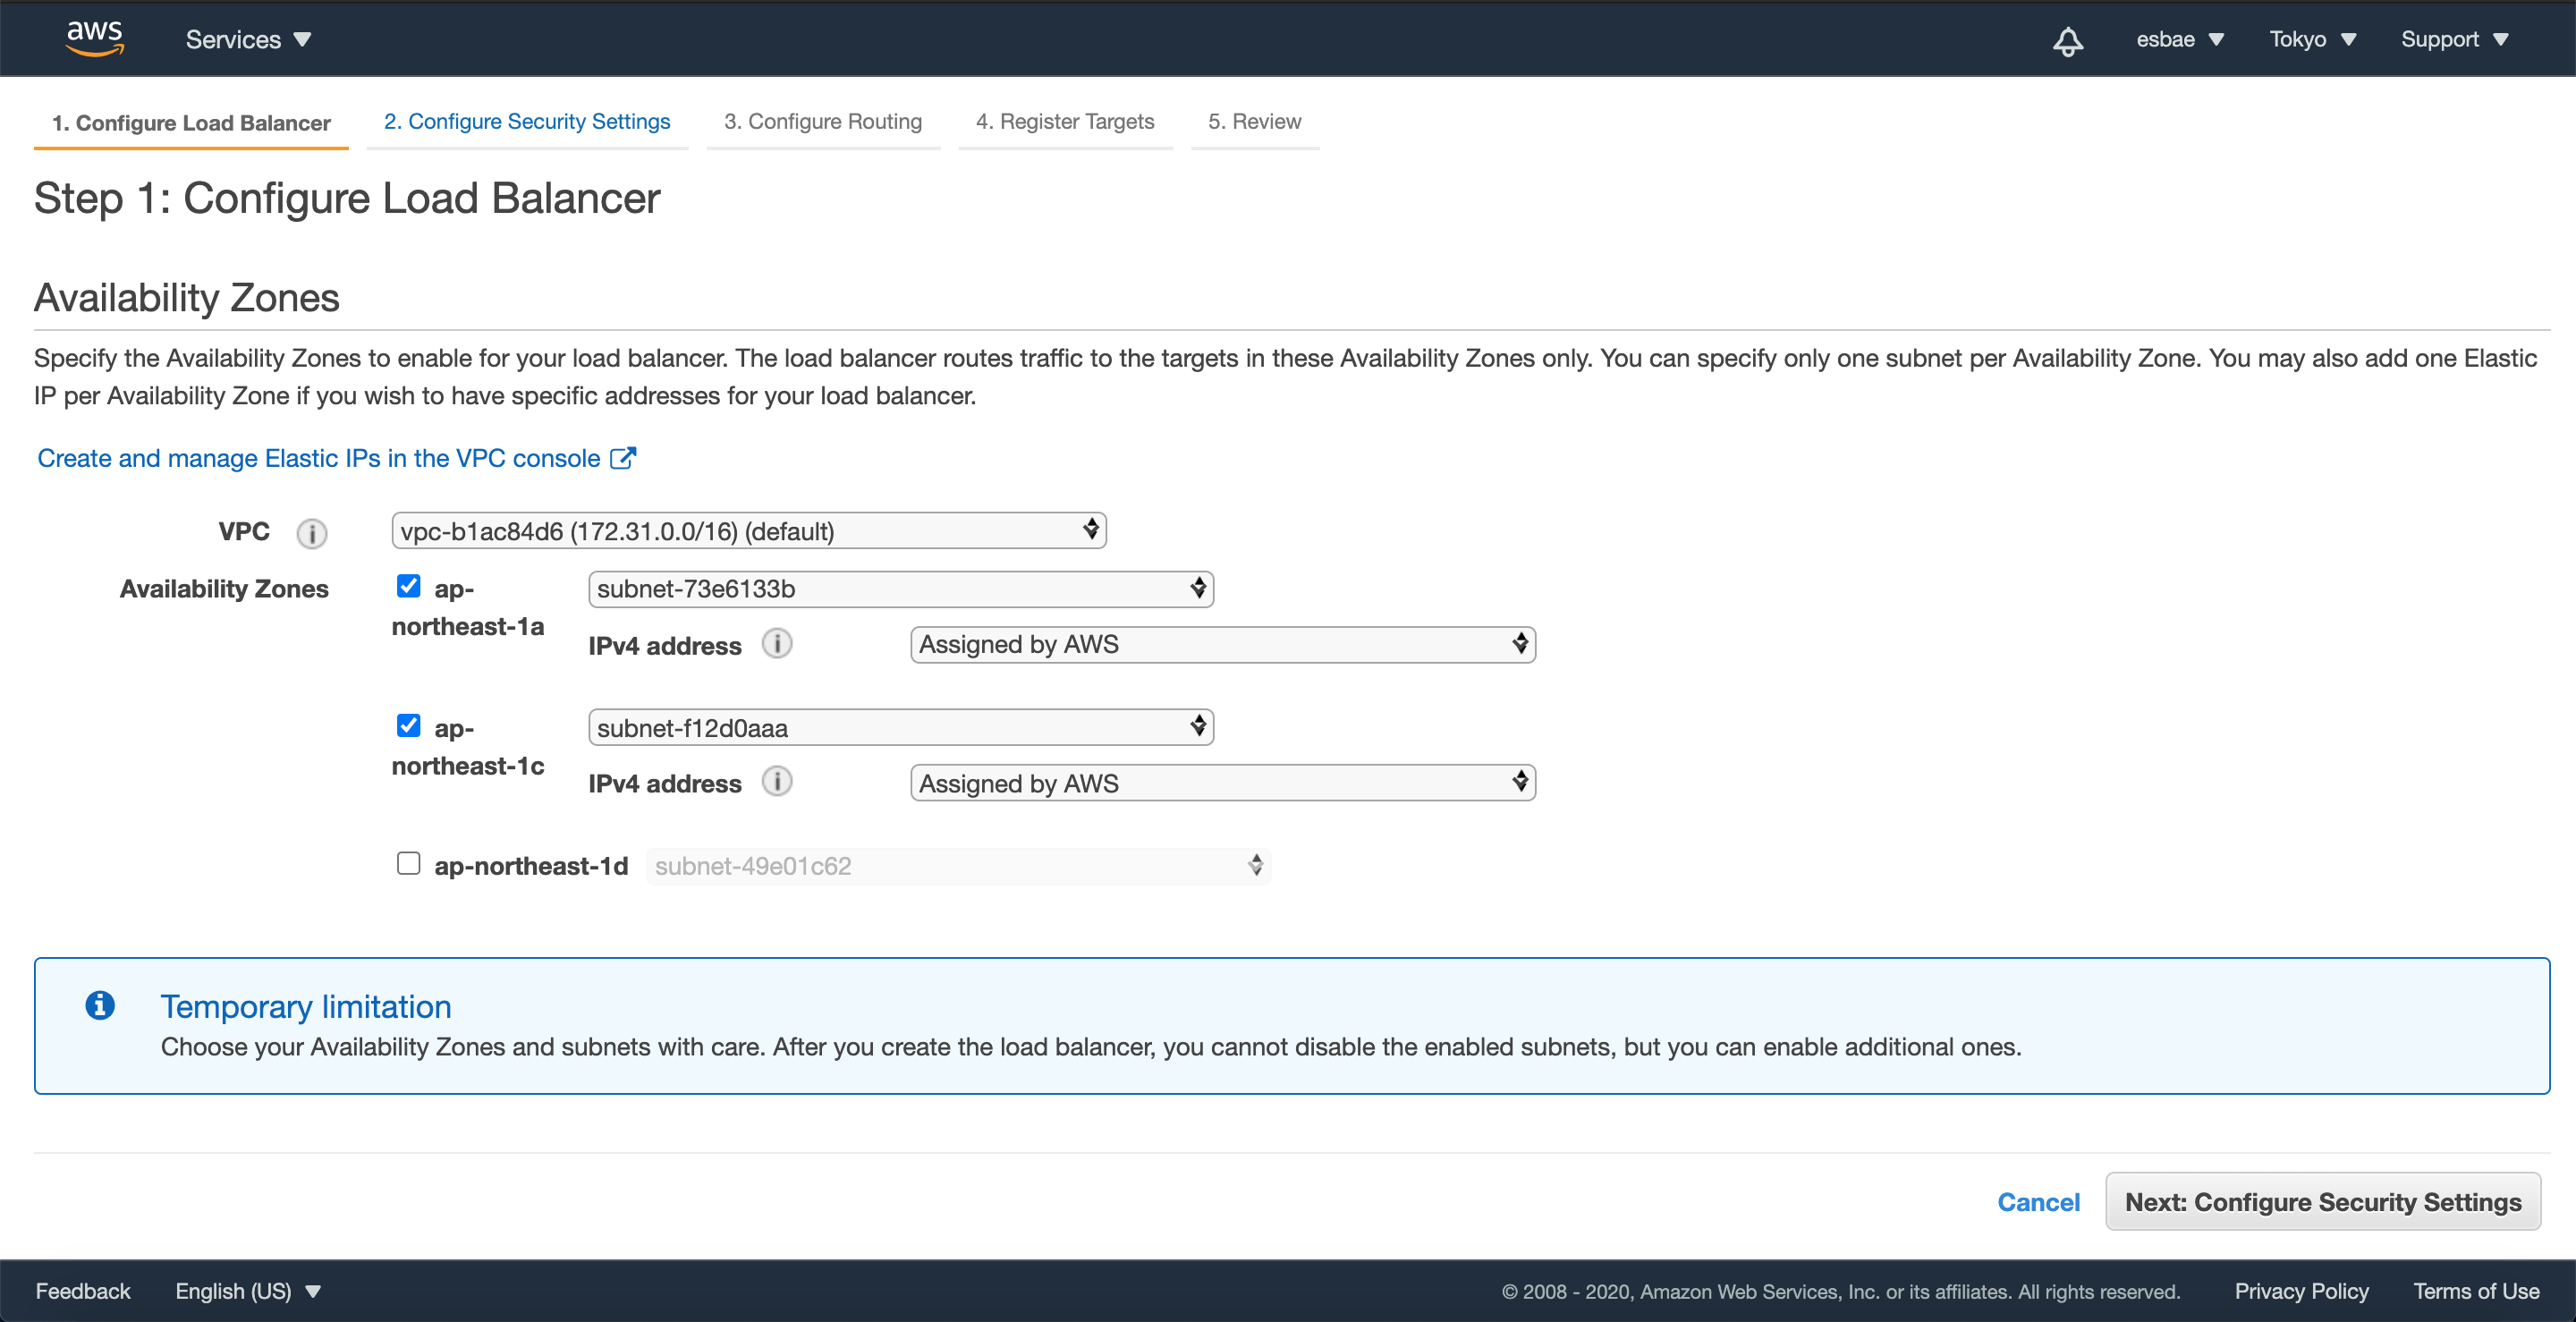 aws Services esbae Tokyo Support
1. Configure Load Balancer 2. Configure Security Settings 3. Configure Routing 4. Register Targets 5. Review
Step 1: Configure Load Balancer
Availability Zones
Specify the Availability Zones to enable for your load balancer. The load balancer routes traffic to the targets in these Availability Zones only. You can specify only one subnet per Availability Zone. You may also add one Elastic
IP per Availability Zone if you wish to have specific addresses for your load balancer.
Create and manage Elastic IPs in the VPC console
VPC i vpc-b1ac84d6 (172.31.0.0/16) (default)
Availability Zones ap-
northeast-1a
subnet-73e6133b
IPv4 address i Assigned by AWS
ap-
northeast-1c
subnet-f12d0aaa
IPv4 address i Assigned by AWS
ap-northeast-1d subnet-49e01c62
i Temporary limitation
Choose your Availability Zones and subnets with care. After you create the load balancer, you cannot disable the enabled subnets, but you can enable additional ones.
Cancel Next: Configure Security Settings
Feedback English (US) © 2008 - 2020, Amazon Web Services, Inc. or its affiliates. All rights reserved. Privacy Policy Terms of Use